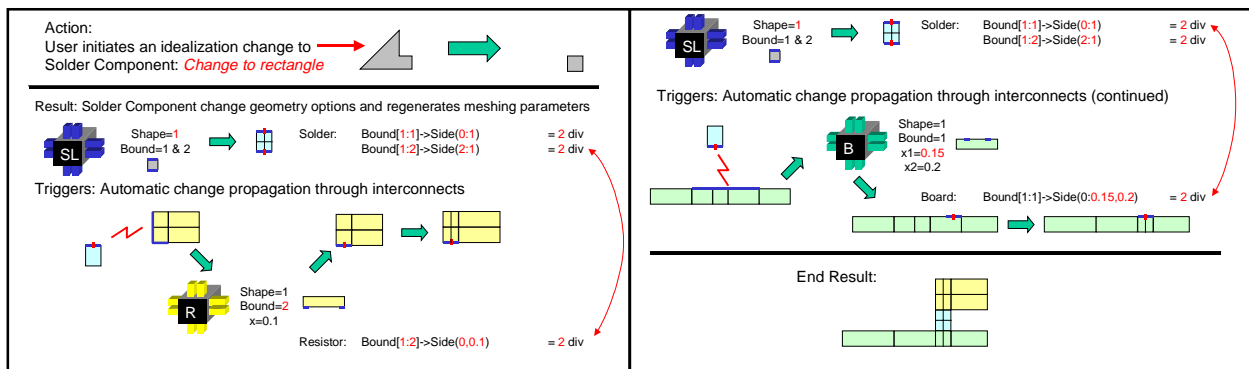 Action:
User initiates an idealization change to
Solder Component: Change to rectangle
Result: Solder Component change geometry options and regenerates meshing parameters
SL
Shape=1
Bound=1 & 2
Solder: Bound[1:1]->Side(0:1) = 2 div
Bound[1:2]->Side(2:1) = 2 div
Triggers: Automatic change propagation through interconnects
R
Shape=1
Bound=2
x=0.1
Resistor: Bound[1:2]->Side(0,0.1) = 2 div
SL
Shape=1
Bound=1 & 2
Solder: Bound[1:1]->Side(0:1) = 2 div
Bound[1:2]->Side(2:1) = 2 div
Triggers: Automatic change propagation through interconnects (continued)
B
Shape=1
Bound=1
x1=0.15
x2=0.2
Board: Bound[1:1]->Side(0:0.15,0.2) = 2 div
End Result: